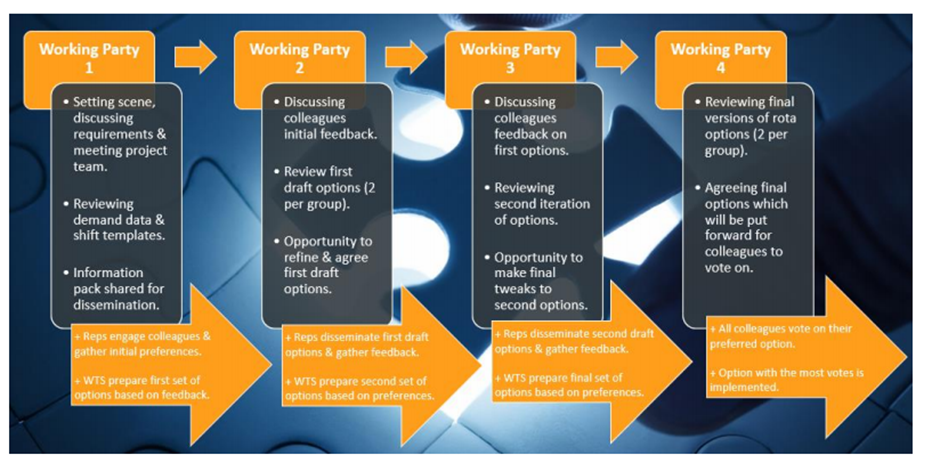 Working Party
1
• Setting scene,
discussing
requirements &
meeting project
team.
• Reviewing
demand data &
shift templates.
• Information
pack shared for
dissemination.
+ Reps engage colleagues &
gather initial preferences.
+ WTS prepare first set of
options based on feedback.
Working Party
2
• Discussing
colleagues
initial feedback.
• Review first
draft options (2
per group).
• Opportunity to
refine & agree
first draft
options.
+ Reps disseminate first draft
options & gather feedback.
+ WTS prepare second set of
options based on preferences.
Working Party
3
• Discussing
colleagues
feedback on
first options.
• Reviewing
second iteration
of options.
• Opportunity to
make final
tweaks to
second options.
+ Reps disseminate second draft
options & gather feedback.
+ WTS prepare final set of
options based on preferences.
Working Party
4
• Reviewing final
versions of rota
options (2 per
group).
• Agreeing final
options which
will be put
forward for
colleagues to
vote on.
+ All colleagues vote on their
preferred option.
+ Option with the most votes is
implemented.